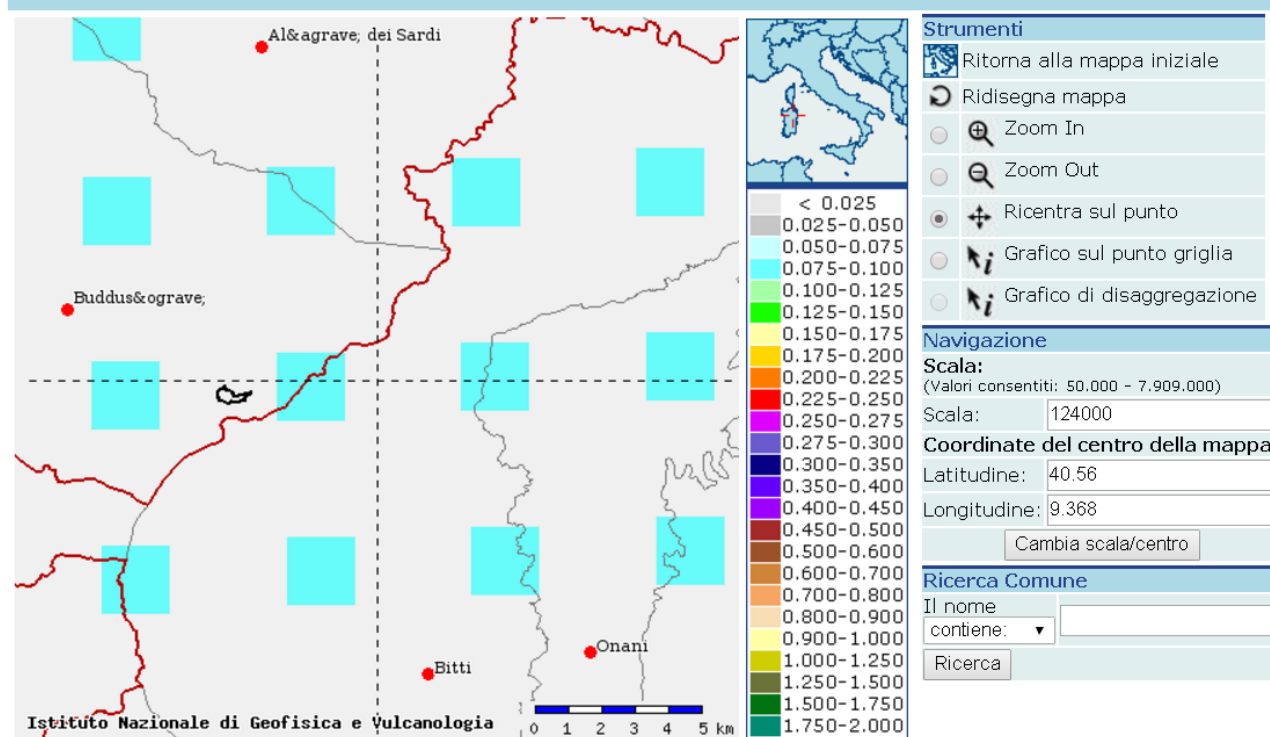 Al&agrave; dei Sardi
Buddus&ograve;
Bitti
Onani
Istituto Nazionale di Geofisica e Vulcanologia
0 1 2 3 4 5 km
< 0.025
0.025-0.050
0.050-0.075
0.075-0.100
0.100-0.125
0.125-0.150
0.150-0.175
0.175-0.200
0.200-0.225
0.225-0.250
0.250-0.275
0.275-0.300
0.300-0.350
0.350-0.400
0.400-0.450
0.450-0.500
0.500-0.600
0.600-0.700
0.700-0.800
0.800-0.900
0.900-1.000
1.000-1.250
1.250-1.500
1.500-1.750
1.750-2.000
Strumenti
Ritorna alla mappa iniziale
Ridisegna mappa
Zoom In
Zoom Out
Ricentra sul punto
Grafico sul punto griglia
Grafico di disaggregazione
Navigazione
Scala:
(Valori consentiti: 50.000 - 7.909.000)
Scala: 124000
Coordinate del centro della mappa
Latitudine: 40.56
Longitudine: 9.368
Cambia scala/centro
Ricerca Comune
Il nome
contiene:
Ricerca